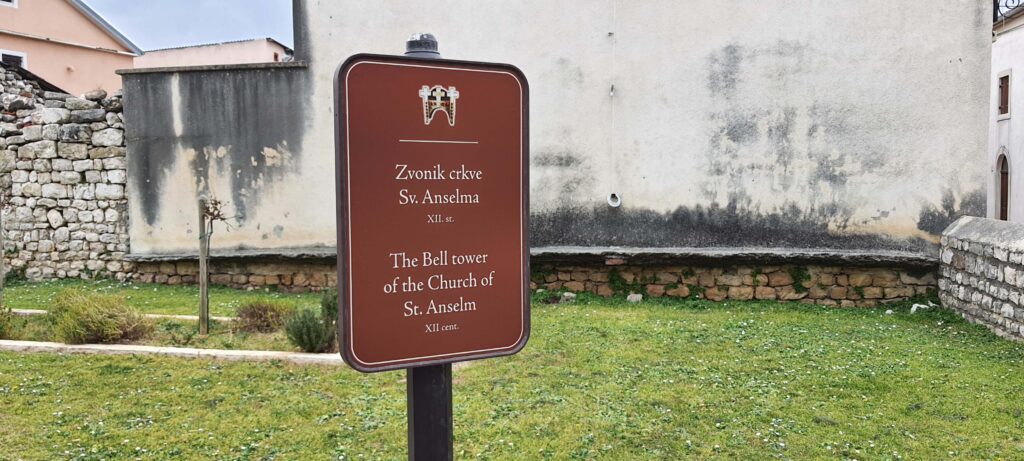 Zvonik crkve
Sv. Anselma
XII. st.
The Bell tower
of the Church of
St. Anselm
XII cent.